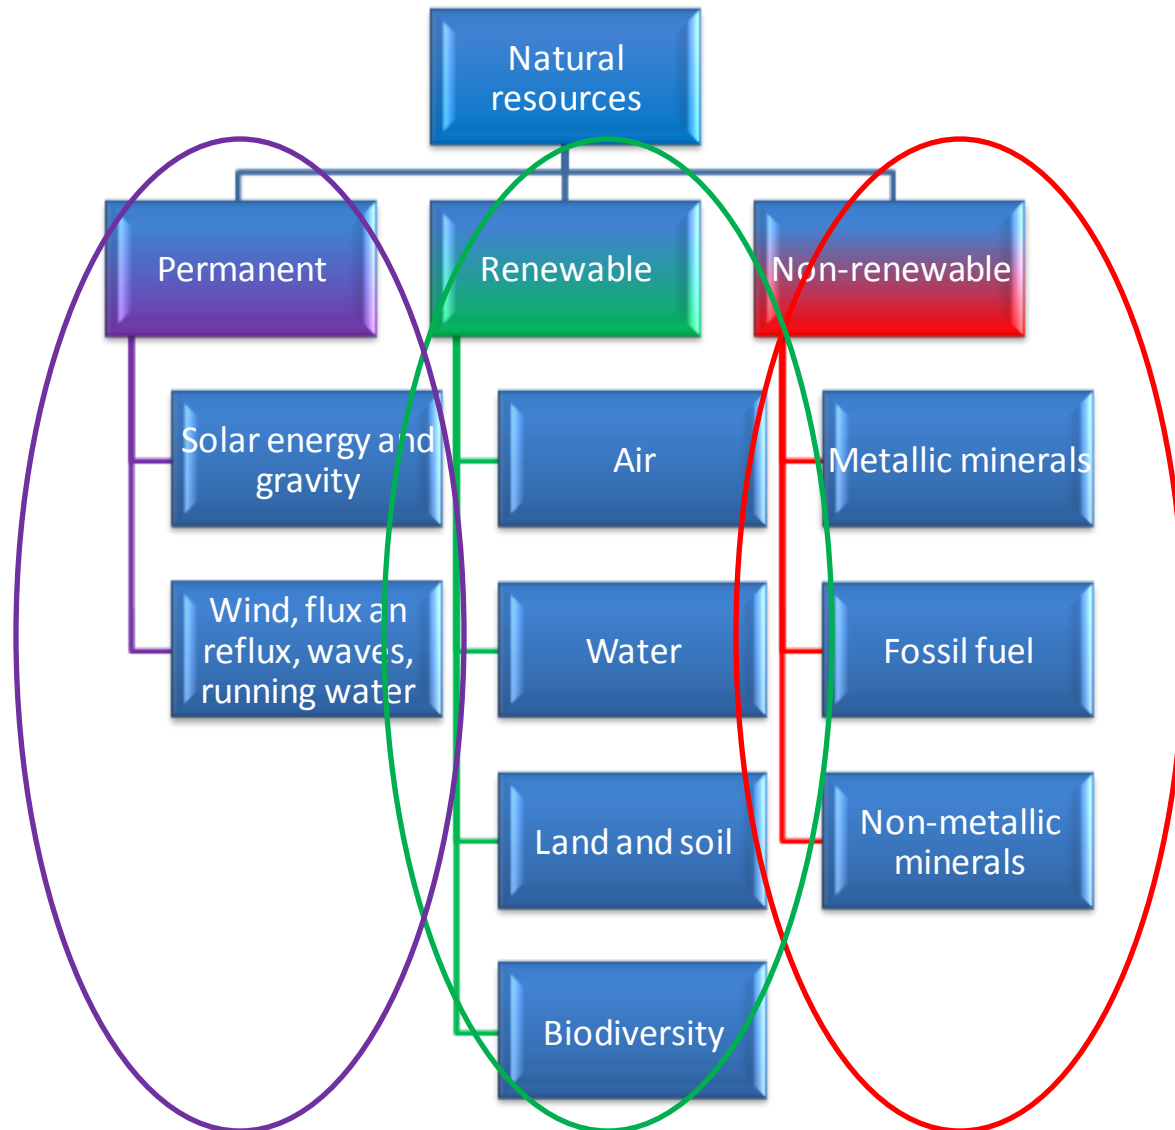 Natural
resources
Permanent
Renewable
Non-renewable
Solar energy and
gravity
Air
Metallic minerals
Wind, flux an
reflux, waves,
running water
Water
Fossil fuel
Land and soil
Non-metallic
minerals
Biodiversity